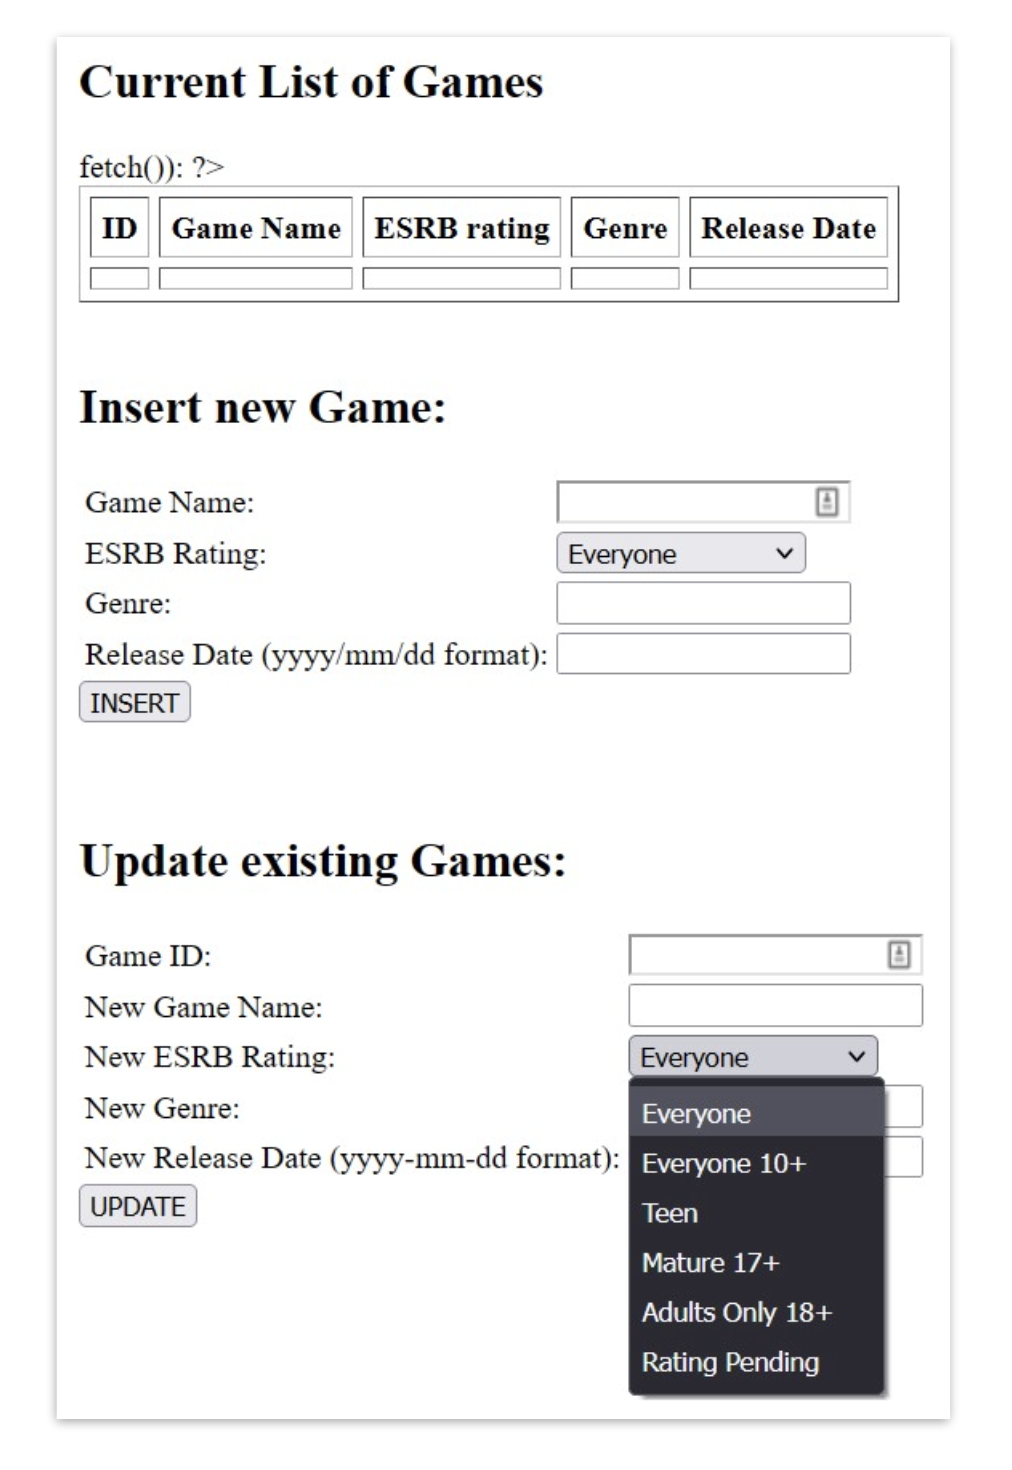 Current List of Games
fetch()): ?>
ID Game Name ESRB rating Genre Release Date
Insert new Game:
Game Name:
ESRB Rating: Everyone
Genre:
Release Date (yyyy/mm/dd format):
INSERT
Update existing Games:
Game ID:
New Game Name:
New ESRB Rating: Everyone
New Genre: Everyone
New Release Date (yyyy-mm-dd format): Everyone 10+
UPDATE
Teen
Mature 17+
Adults Only 18+
Rating Pending